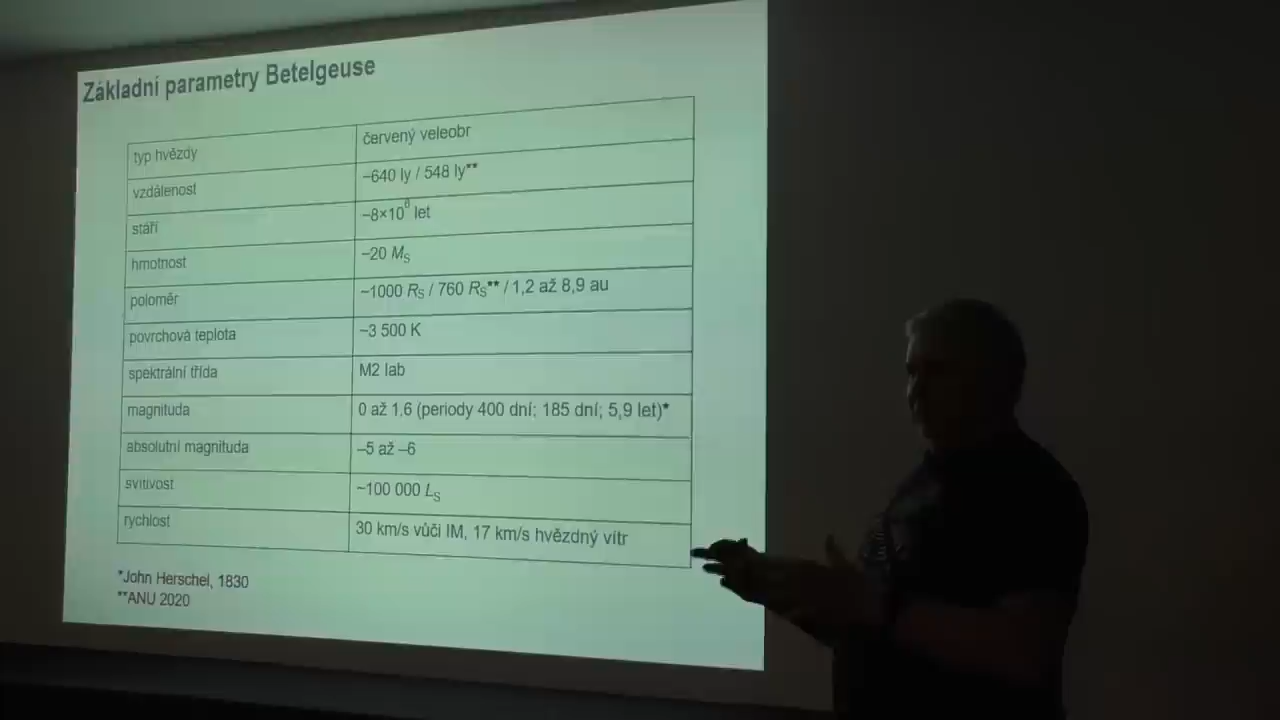 Základní parametry Betelgeuse
typ hvězdy červený veleobr
vzdálenost ~640 ly / 548 ly**
stáří ~8×10⁶ let
hmotnost ~20 MS
poloměr ~1000 RS / 760 RS** / 1,2 až 8,9 au
povrchová teplota ~3 500 K
spektrální třída M2 Iab
magnituda 0 až 1,6 (periody 400 dní; 185 dní; 5,9 let)*
absolutní magnituda –5 až –6
svítivost ~100 000 LS
rychlost 30 km/s vůči IM, 17 km/s hvězdný vítr
*John Herschel, 1830
**ANU 2020